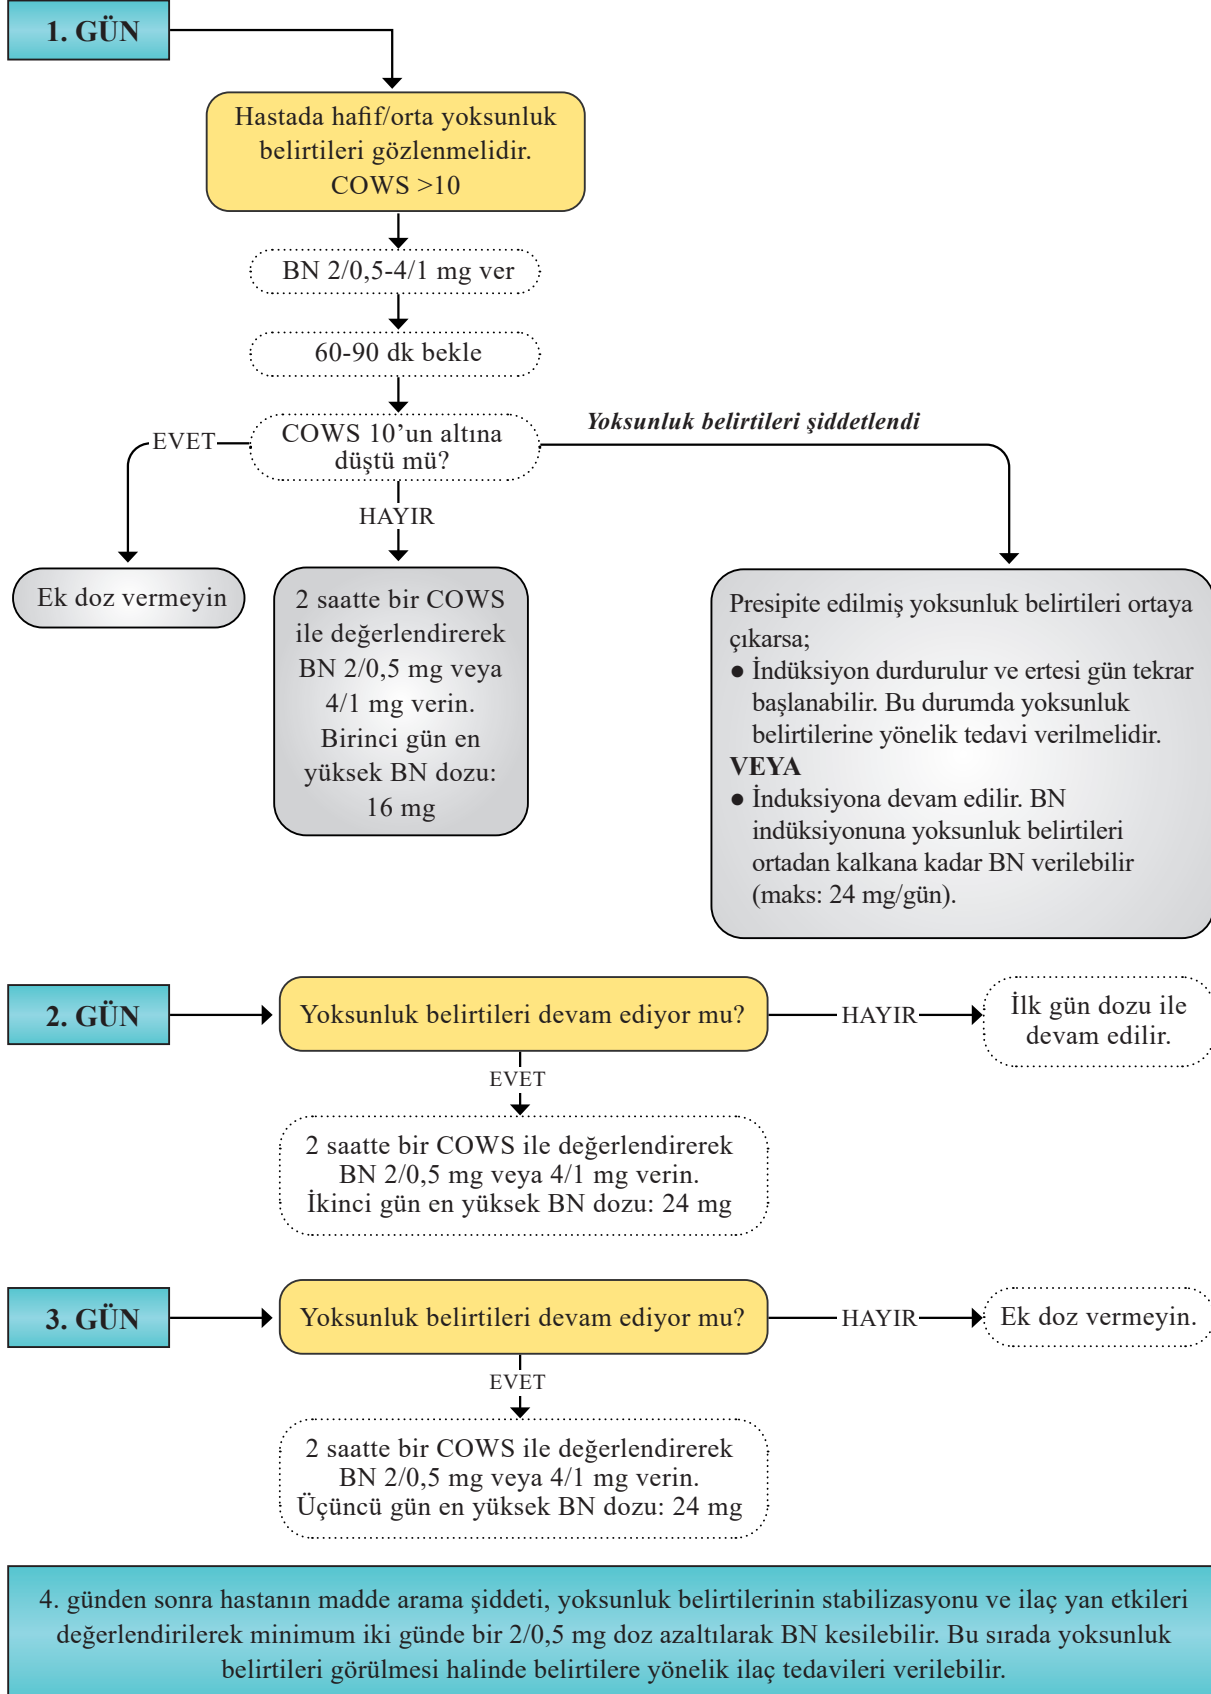 1. GÜN
Hastada hafif/orta yoksunluk
belirtileri gözlenmelidir.
COWS >10
BN 2/0,5-4/1 mg ver
60-90 dk bekle
COWS 10’un altına
düştü mü?
EVET
Yoksunluk belirtileri şiddetlendi
HAYIR
Ek doz vermeyin
2 saatte bir COWS
ile değerlendirerek
BN 2/0,5 mg veya
4/1 mg verin.
Birinci gün en
yüksek BN dozu:
16 mg
Presipite edilmiş yoksunluk belirtileri ortaya
çıkarsa;
● İndüksiyon durdurulur ve ertesi gün tekrar
başlanabilir. Bu durumda yoksunluk
belirtilerine yönelik tedavi verilmelidir.
VEYA
● İnduksiyona devam edilir. BN
indüksiyonuna yoksunluk belirtileri
ortadan kalkana kadar BN verilebilir
(maks: 24 mg/gün).
2. GÜN
Yoksunluk belirtileri devam ediyor mu?
HAYIR
İlk gün dozu ile
devam edilir.
EVET
2 saatte bir COWS ile değerlendirerek
BN 2/0,5 mg veya 4/1 mg verin.
İkinci gün en yüksek BN dozu: 24 mg
3. GÜN
Yoksunluk belirtileri devam ediyor mu?
HAYIR
Ek doz vermeyin.
EVET
2 saatte bir COWS ile değerlendirerek
BN 2/0,5 mg veya 4/1 mg verin.
Üçüncü gün en yüksek BN dozu: 24 mg
4. günden sonra hastanın madde arama şiddeti, yoksunluk belirtilerinin stabilizasyonu ve ilaç yan etkileri
değerlendirilerek minimum iki günde bir 2/0,5 mg doz azaltılarak BN kesilebilir. Bu sırada yoksunluk
belirtileri görülmesi halinde belirtilere yönelik ilaç tedavileri verilebilir.